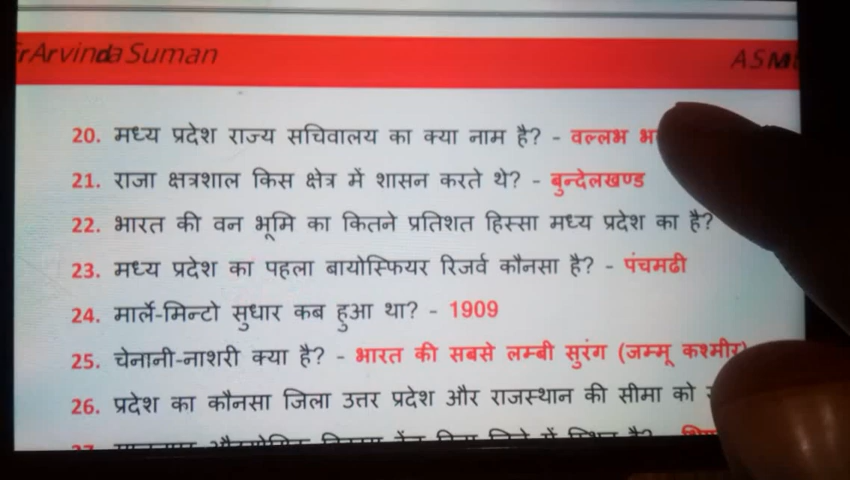 Arvinda Suman
20. मध्य प्रदेश राज्य सचिवालय का क्या नाम है? - वल्लभ
21. राजा क्षत्रशाल किस क्षेत्र में शासन करते थे? - बुन्देलखण्ड
22. भारत की वन भूमि का कितने प्रतिशत हिस्सा मध्य प्रदेश का है?
23. मध्य प्रदेश का पहला बायोस्फियर रिजर्व कौनसा है? - पंचमढी
24. मार्ले-मिन्टो सुधार कब हुआ था? - 1909
25. चेनानी-नाशरी क्या है? - भारत की सबसे लम्बी सुरंग (जम्मू कश्मीर)
26. प्रदेश का कौनसा जिला उत्तर प्रदेश और राजस्थान की सीमा को